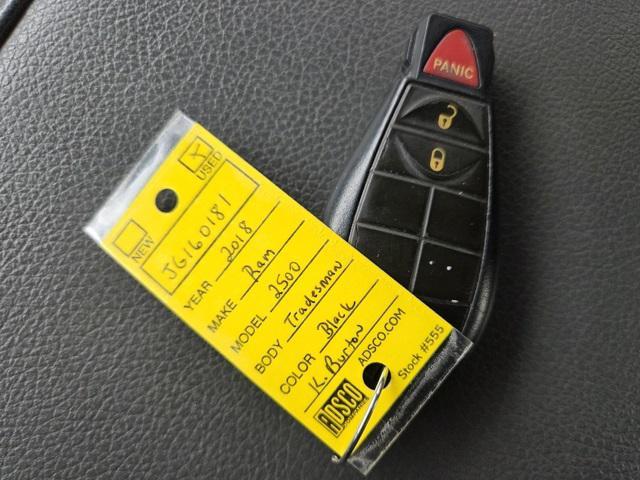 PANIC
NEW
X USED
JG160181
YEAR 2018
MAKE Ram
MODEL 2500
BODY Tradesman
COLOR Black
K. Burton
ADSCO
ADSCO.COM
Stock #555